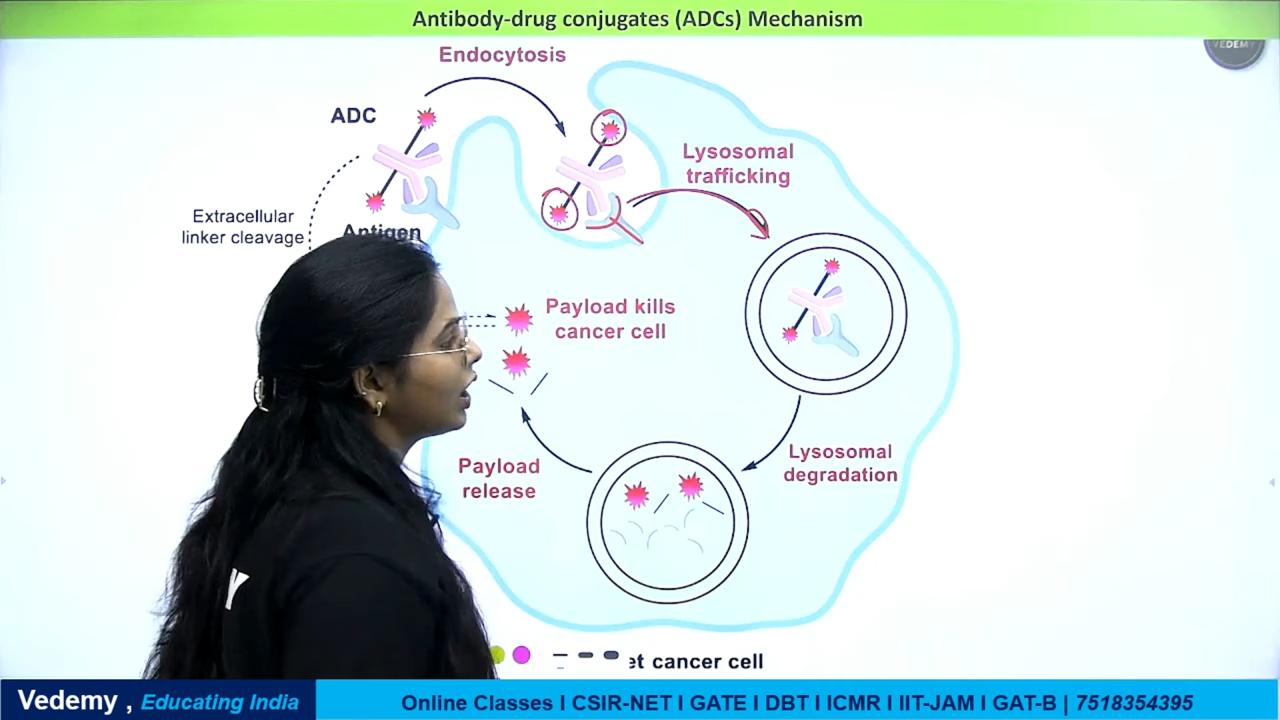 Antibody-drug conjugates (ADCs) Mechanism
VEDEMY
Endocytosis
ADC
Lysosomal
trafficking
Extracellular
linker cleavage
Antigen
Payload kills
cancer cell
Lysosomal
degradation
Payload
release
Y
et cancer cell
Vedemy , Educating India
Online Classes I CSIR-NET I GATE I DBT I ICMR I IIT-JAM I GAT-B | 7518354395